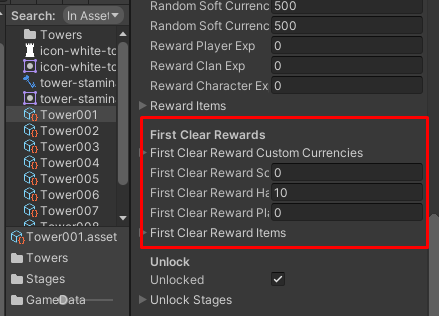 Search:
In Asset
Towers
icon-white-to
icon-white-to
tower-stamin
tower-stamin
Tower001
Tower002
Tower003
Tower004
Tower005
Tower006
Tower007
Tower008
Tower001.asset
Towers
Stages
GameData
Random Soft Currenc 500
Random Soft Currenc 500
Reward Player Exp 0
Reward Clan Exp 0
Reward Character Ex 0
Reward Items
First Clear Rewards
First Clear Reward Custom Currencies
First Clear Reward So 0
First Clear Reward Ha 10
First Clear Reward Pla 0
First Clear Reward Items
Unlock
Unlocked
Unlock Stages